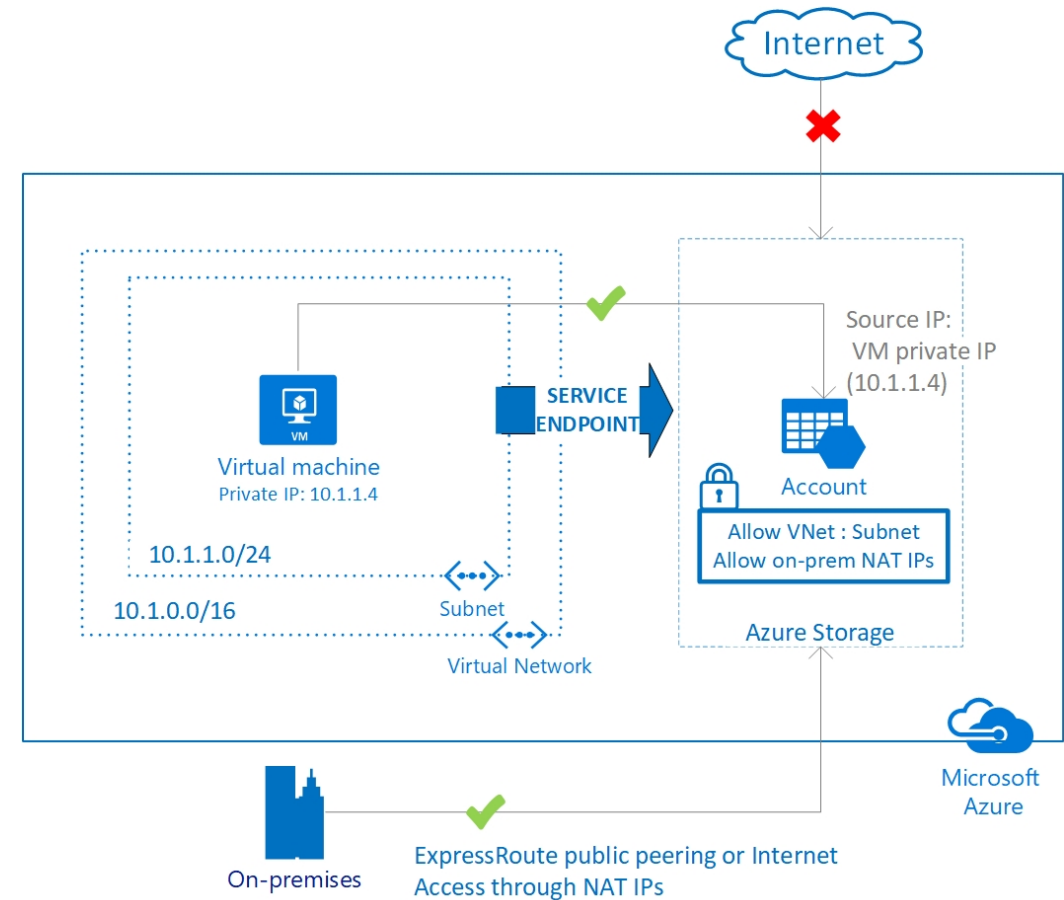 Internet
Source IP:
VM private IP
(10.1.1.4)
SERVICE
ENDPOINT
VM
Virtual machine
Private IP: 10.1.1.4
Account
Allow VNet : Subnet
Allow on-prem NAT IPs
10.1.1.0/24
Subnet
10.1.0.0/16
Azure Storage
Virtual Network
Microsoft
Azure
On-premises
ExpressRoute public peering or Internet
Access through NAT IPs